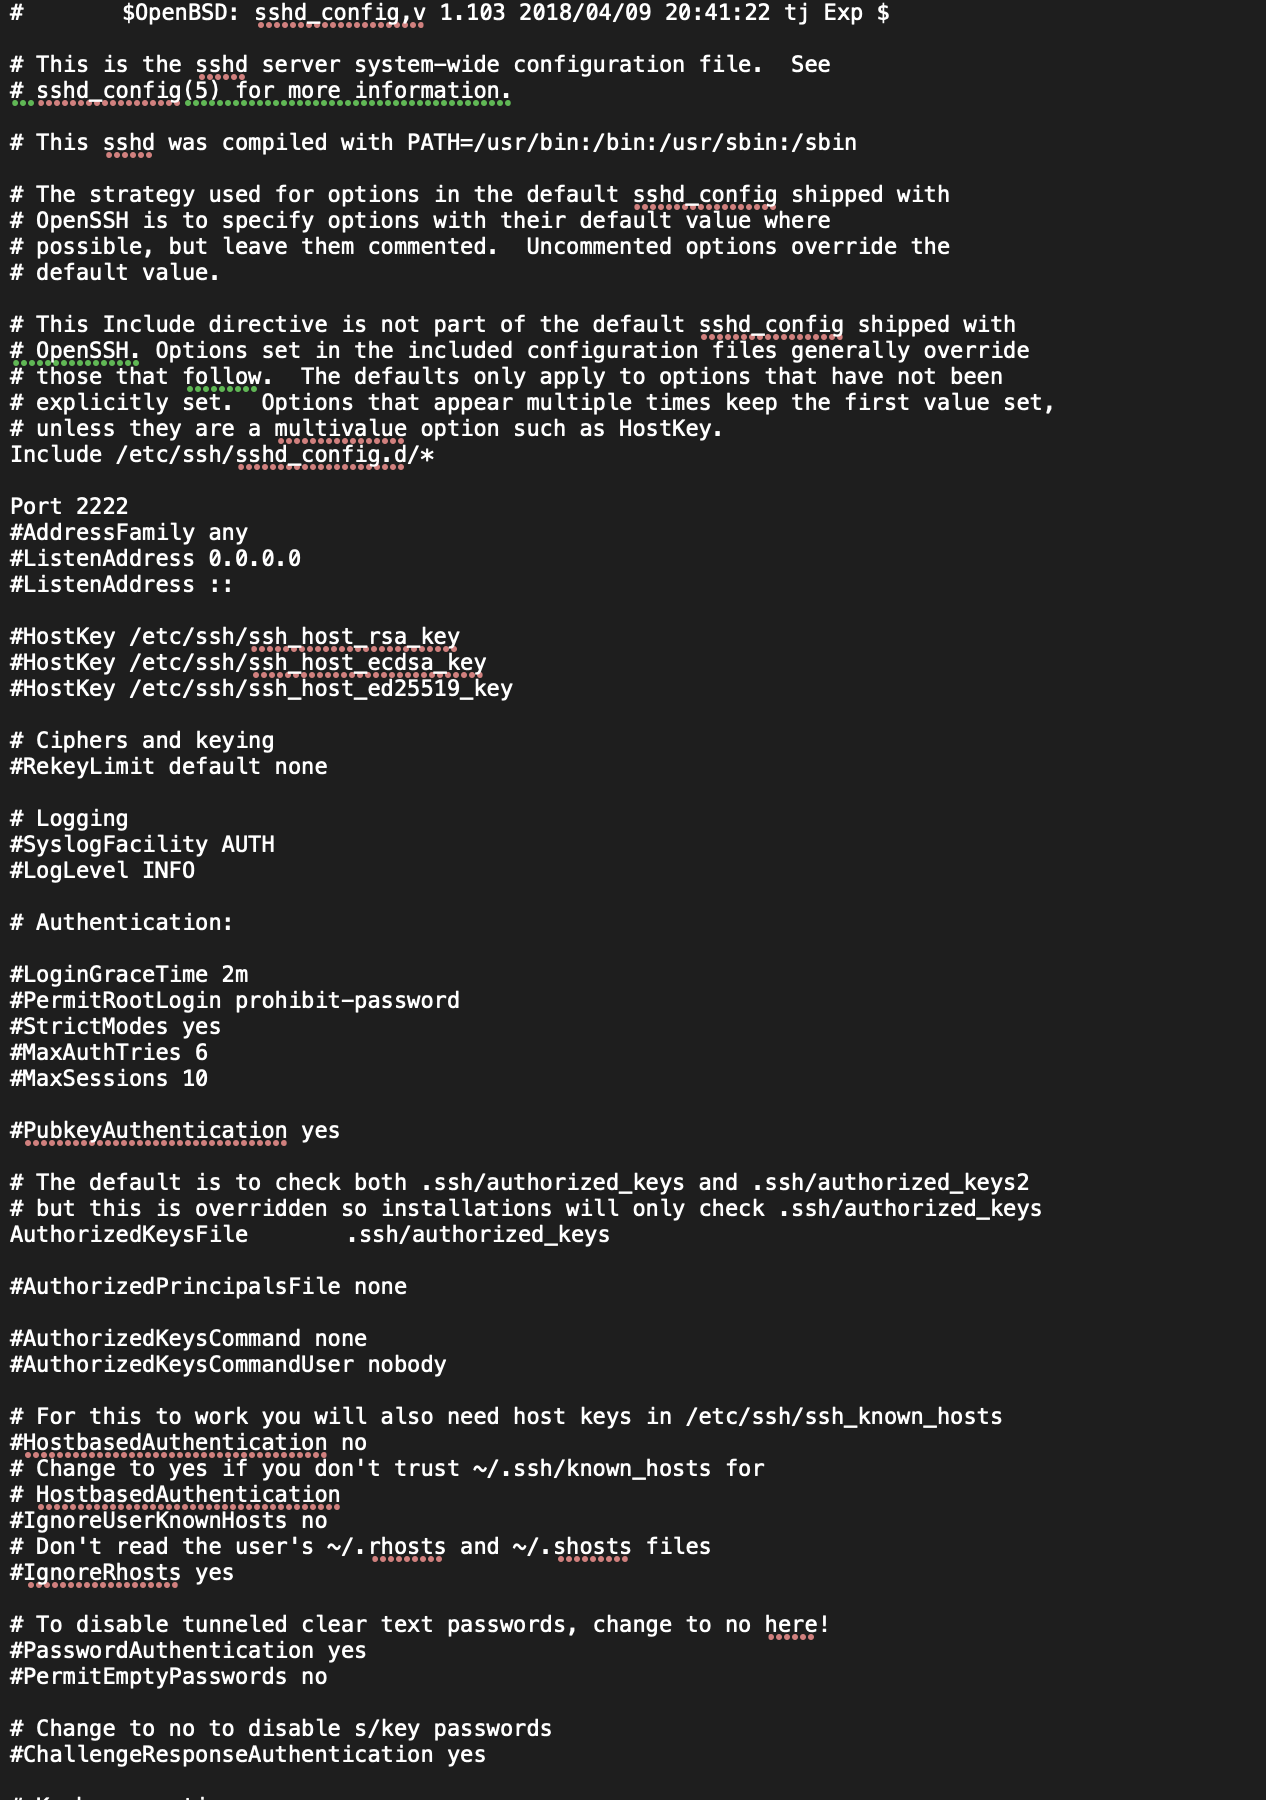 #       $OpenBSD: sshd_config,v 1.103 2018/04/09 20:41:22 tj Exp $
# This is the sshd server system-wide configuration file.  See
# sshd_config(5) for more information.
# This sshd was compiled with PATH=/usr/bin:/bin:/usr/sbin:/sbin
# The strategy used for options in the default sshd_config shipped with
# OpenSSH is to specify options with their default value where
# possible, but leave them commented.  Uncommented options override the
# default value.
# This Include directive is not part of the default sshd_config shipped with
# OpenSSH. Options set in the included configuration files generally override
# those that follow.  The defaults only apply to options that have not been
# explicitly set.  Options that appear multiple times keep the first value set,
# unless they are a multivalue option such as HostKey.
Include /etc/ssh/sshd_config.d/*
Port 2222
#AddressFamily any
#ListenAddress 0.0.0.0
#ListenAddress ::
#HostKey /etc/ssh/ssh_host_rsa_key
#HostKey /etc/ssh/ssh_host_ecdsa_key
#HostKey /etc/ssh/ssh_host_ed25519_key
# Ciphers and keying
#RekeyLimit default none
# Logging
#SyslogFacility AUTH
#LogLevel INFO
# Authentication:
#LoginGraceTime 2m
#PermitRootLogin prohibit-password
#StrictModes yes
#MaxAuthTries 6
#MaxSessions 10
#PubkeyAuthentication yes
# The default is to check both .ssh/authorized_keys and .ssh/authorized_keys2
# but this is overridden so installations will only check .ssh/authorized_keys
AuthorizedKeysFile       .ssh/authorized_keys
#AuthorizedPrincipalsFile none
#AuthorizedKeysCommand none
#AuthorizedKeysCommandUser nobody
# For this to work you will also need host keys in /etc/ssh/ssh_known_hosts
#HostbasedAuthentication no
# Change to yes if you don't trust ~/.ssh/known_hosts for
# HostbasedAuthentication
#IgnoreUserKnownHosts no
# Don't read the user's ~/.rhosts and ~/.shosts files
#IgnoreRhosts yes
# To disable tunneled clear text passwords, change to no here!
#PasswordAuthentication yes
#PermitEmptyPasswords no
# Change to no to disable s/key passwords
#ChallengeResponseAuthentication yes